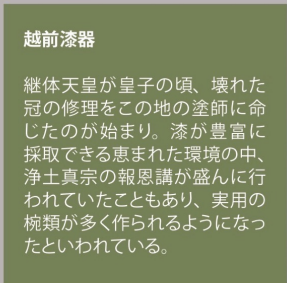 越前漆器
継体天皇が皇子の頃、壊れた
冠の修理をこの地の塗師に命
じたのが始まり。漆が豊富に
採取できる恵まれた環境の中、
浄土真宗の報恩講が盛んに行
われていたこともあり、実用の
椀類が多く作られるようになっ
たといわれている。